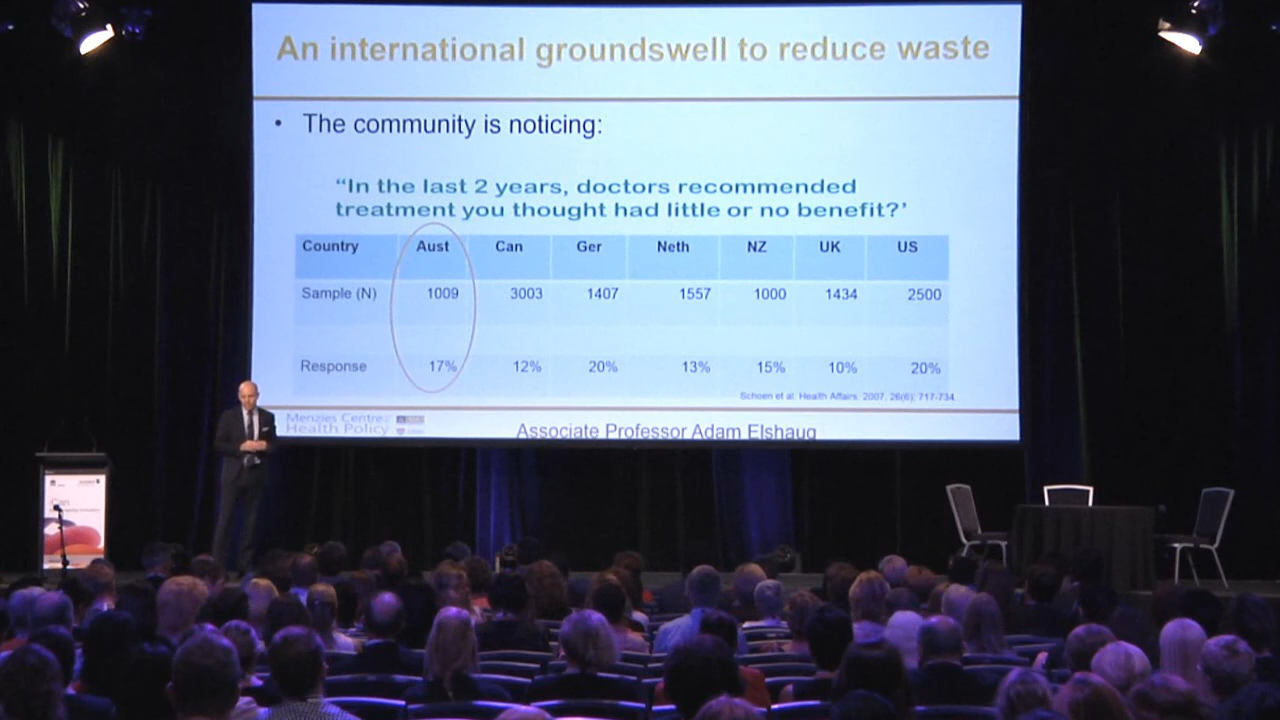 An international groundswell to reduce waste
• The community is noticing:
“In the last 2 years, doctors recommended
treatment you thought had little or no benefit?’
Country Aust Can Ger Neth NZ UK US
Sample (N) 1009 3003 1407 1557 1000 1434 2500
Response 17% 12% 20% 13% 15% 10% 20%
Schoen et al. Health Affairs, 2007, 26(6); 717-734
Menzies Centre
Health Policy
Associate Professor Adam Elshaug